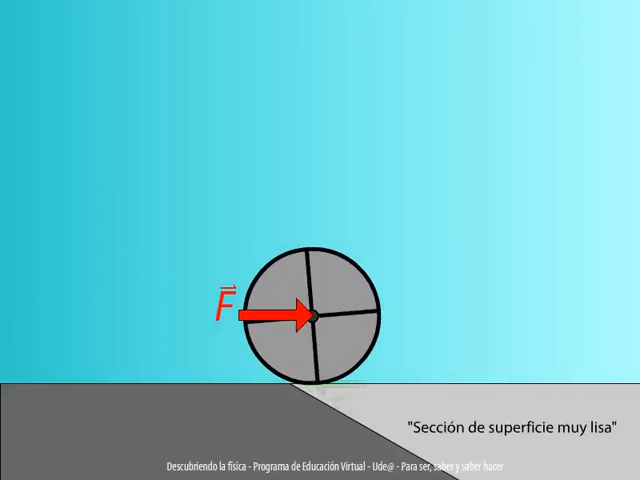 F
"Sección de superficie muy lisa"
Descubriendo la física - Programa de Educación Virtual - Ude@ - Para ser, saber y saber hacer